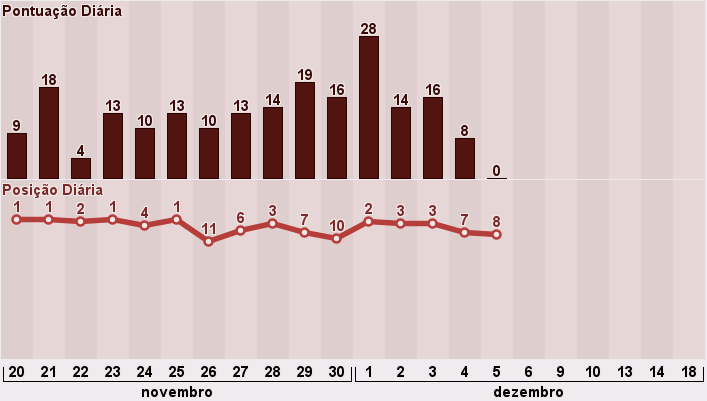 Pontuação Diária
9 18 4 13 10 13 10 13 14 19 16 28 14 16 8 0
Posição Diária
1 1 2 1 4 1 11 6 3 7 10 2 3 3 7 8
20 21 22 23 24 25 26 27 28 29 30 1 2 3 4 5 6 9 10 13 14 18
novembro dezembro